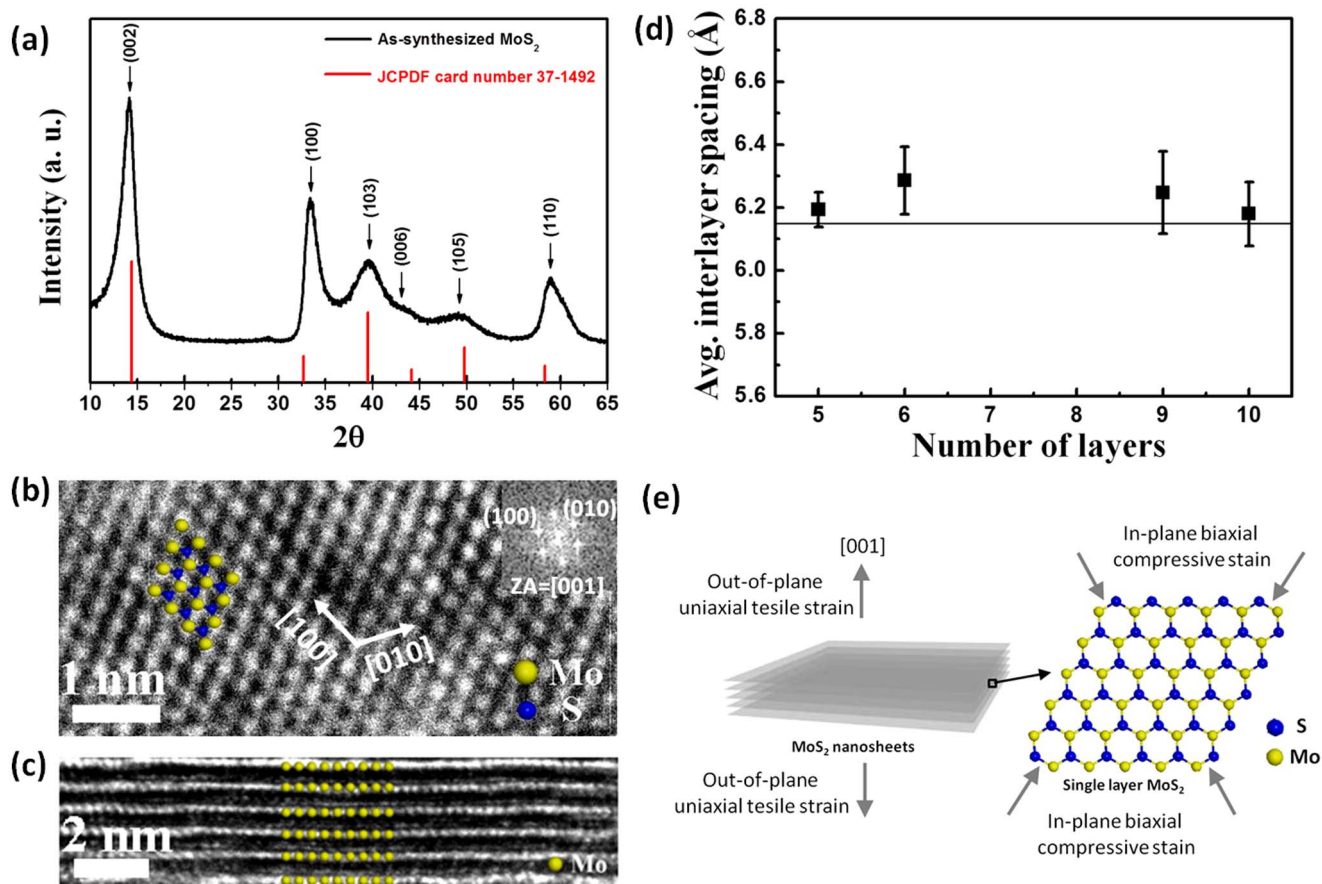 (a)
(002)
As-synthesized MoS2
JCPDF card number 37-1492
(100)
(103)
(006)
(105)
(110)
Intensity (a. u.)
10 15 20 25 30 35 40 45 50 55 60 65
2θ
(d)
Avg. interlayer spacing (Å)
6.8
6.6
6.4
6.2
6.0
5.8
5.6
5 6 7 8 9 10
Number of layers
(b)
(100)
(010)
ZA=[001]
[100]
[010]
1 nm
Mo
S
(c)
2 nm
Mo
(e)
[001]
Out-of-plane
uniaxial tesile strain
MoS2 nanosheets
Out-of-plane
uniaxial tesile strain
In-plane biaxial
compressive stain
S
Mo
Single layer MoS2
In-plane biaxial
compressive stain